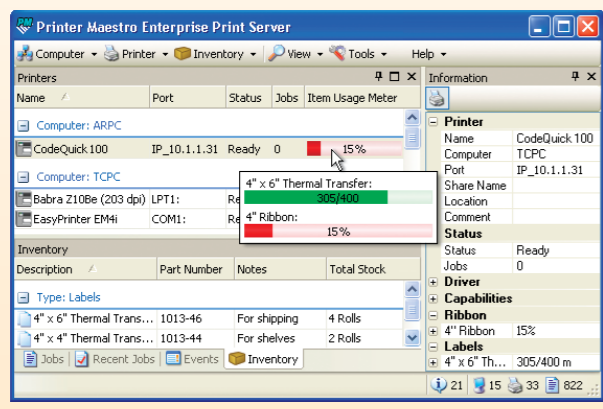 Printer Maestro Enterprise Print Server
Computer Printer Inventory View Tools Help
Printers
Name Port Status Jobs Item Usage Meter
Computer: ARPC
CodeQuick 100 IP_10.1.1.31 Ready 0 15%
Computer: TCPC
Babra Z10Be (203 dpi) LPT1: Re
EasyPrinter EM4i COM1: Re
4" x 6" Thermal Transfer:
305/400
4" Ribbon:
15%
Inventory
Description Part Number Notes Total Stock
Type: Labels
4" x 6" Thermal Trans... 1013-46 For shipping 4 Rolls
4" x 4" Thermal Trans... 1013-44 For shelves 2 Rolls
Jobs Recent Jobs Events Inventory
Information
Printer
Name CodeQuick 100
Computer TCPC
Port IP_10.1.1.31
Share Name
Location
Comment
Status
Status Ready
Jobs 0
Driver
Capabilities
Ribbon
4" Ribbon 15%
Labels
4" x 6" Th... 305/400 m
21 15 33 822